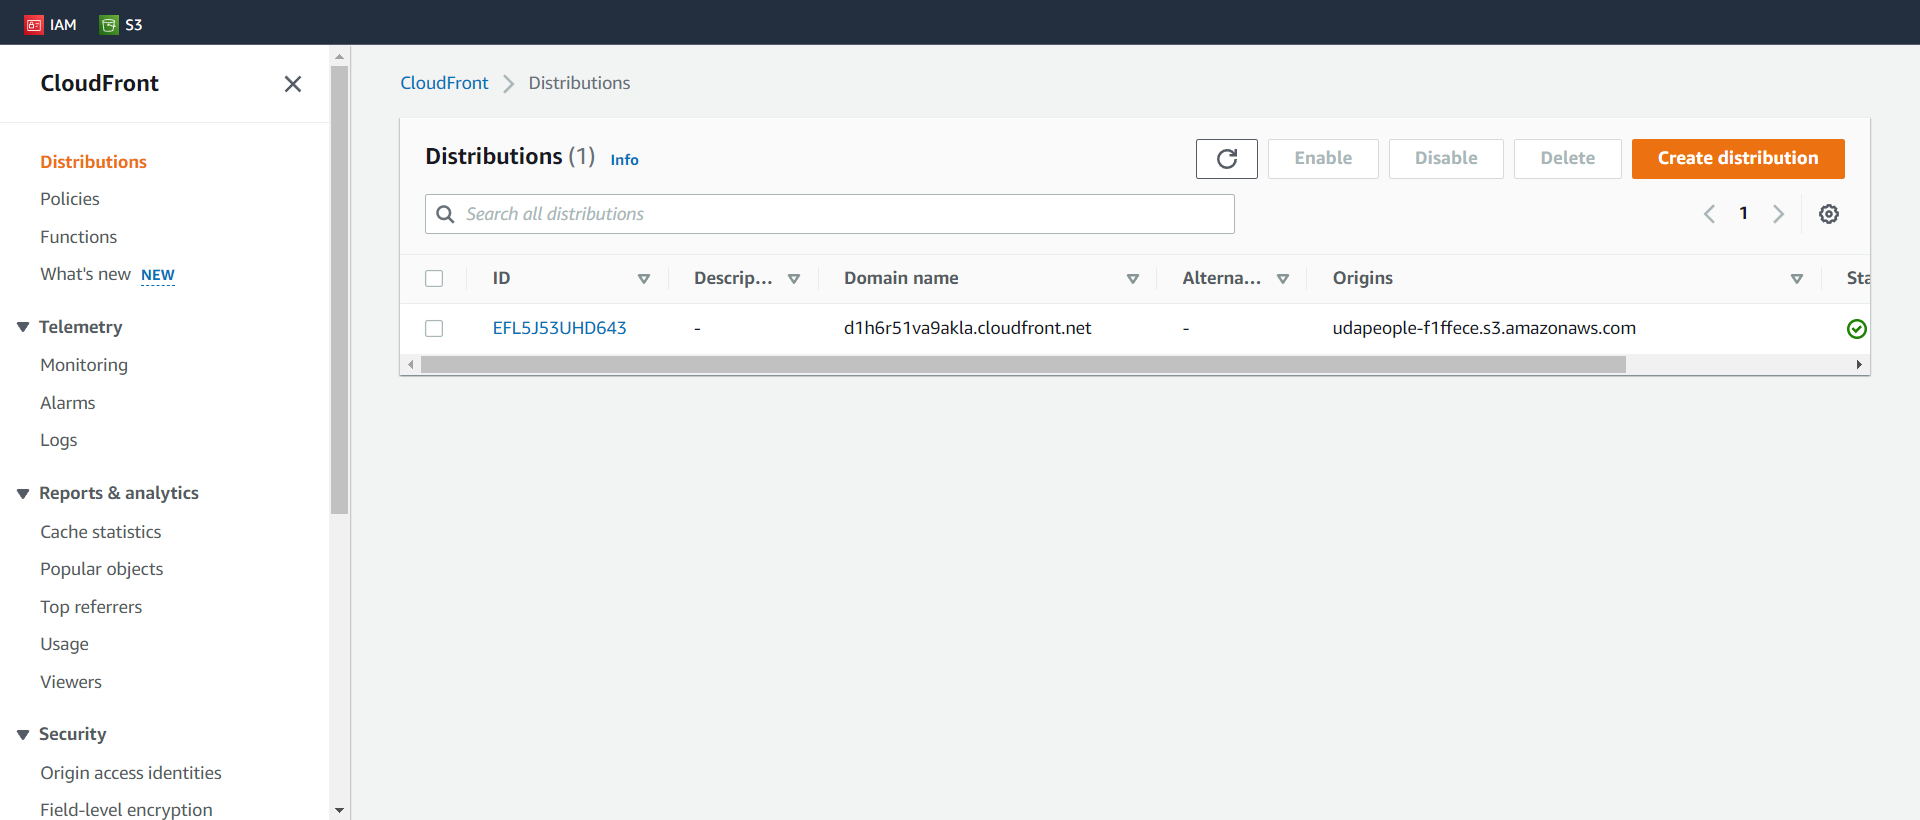 IAM S3
CloudFront
Distributions
Policies
Functions
What's new NEW
Telemetry
Monitoring
Alarms
Logs
Reports & analytics
Cache statistics
Popular objects
Top referrers
Usage
Viewers
Security
Origin access identities
Field-level encryption
CloudFront Distributions
Distributions (1) Info
Enable Disable Delete Create distribution
Search all distributions
1
ID Descrip... Domain name Alterna... Origins Sta
EFL5J53UHD643 - d1h6r51va9akla.cloudfront.net - udapeople-f1ffece.s3.amazonaws.com